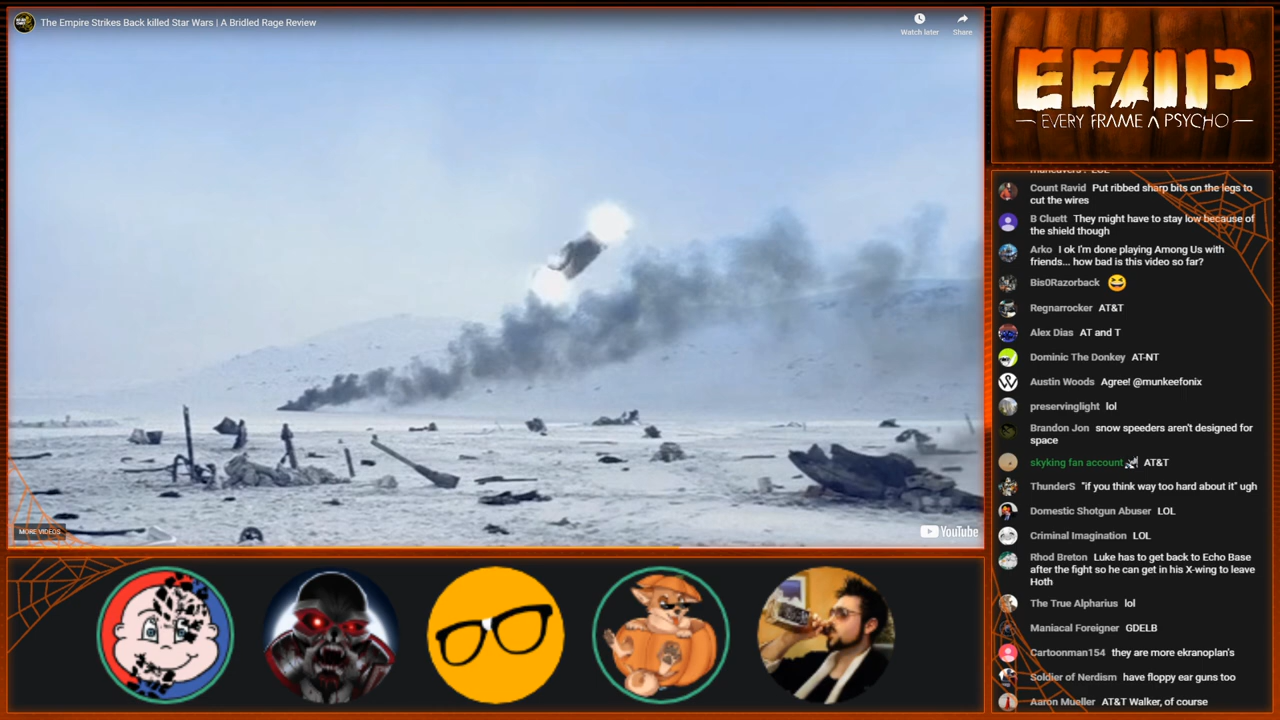 The Empire Strikes Back killed Star Wars | A Bridled Rage Review
Watch later
Share
MORE VIDEOS
YouTube
EFAP
EVERY FRAME A PSYCHO
maneuvers". LOL
Count Ravid Put ribbed sharp bits on the legs to
cut the wires
B Cluett They might have to stay low because of
the shield though
Arko I ok I'm done playing Among Us with
friends... how bad is this video so far?
Bis0Razorback
Regnarrocker AT&T
Alex Dias AT and T
Dominic The Donkey AT-NT
Austin Woods Agree! @munkeefonix
preservinglight lol
Brandon Jon snow speeders aren't designed for
space
skyking fan account AT&T
ThunderS "if you think way too hard about it" ugh
Domestic Shotgun Abuser LOL
Criminal Imagination LOL
Rhod Breton Luke has to get back to Echo Base
after the fight so he can get in his X-wing to leave
Hoth
The True Alpharius lol
Maniacal Foreigner GDELB
Cartoonman154 they are more ekranoplan's
Soldier of Nerdism have floppy ear guns too
Aaron Mueller AT&T Walker, of course